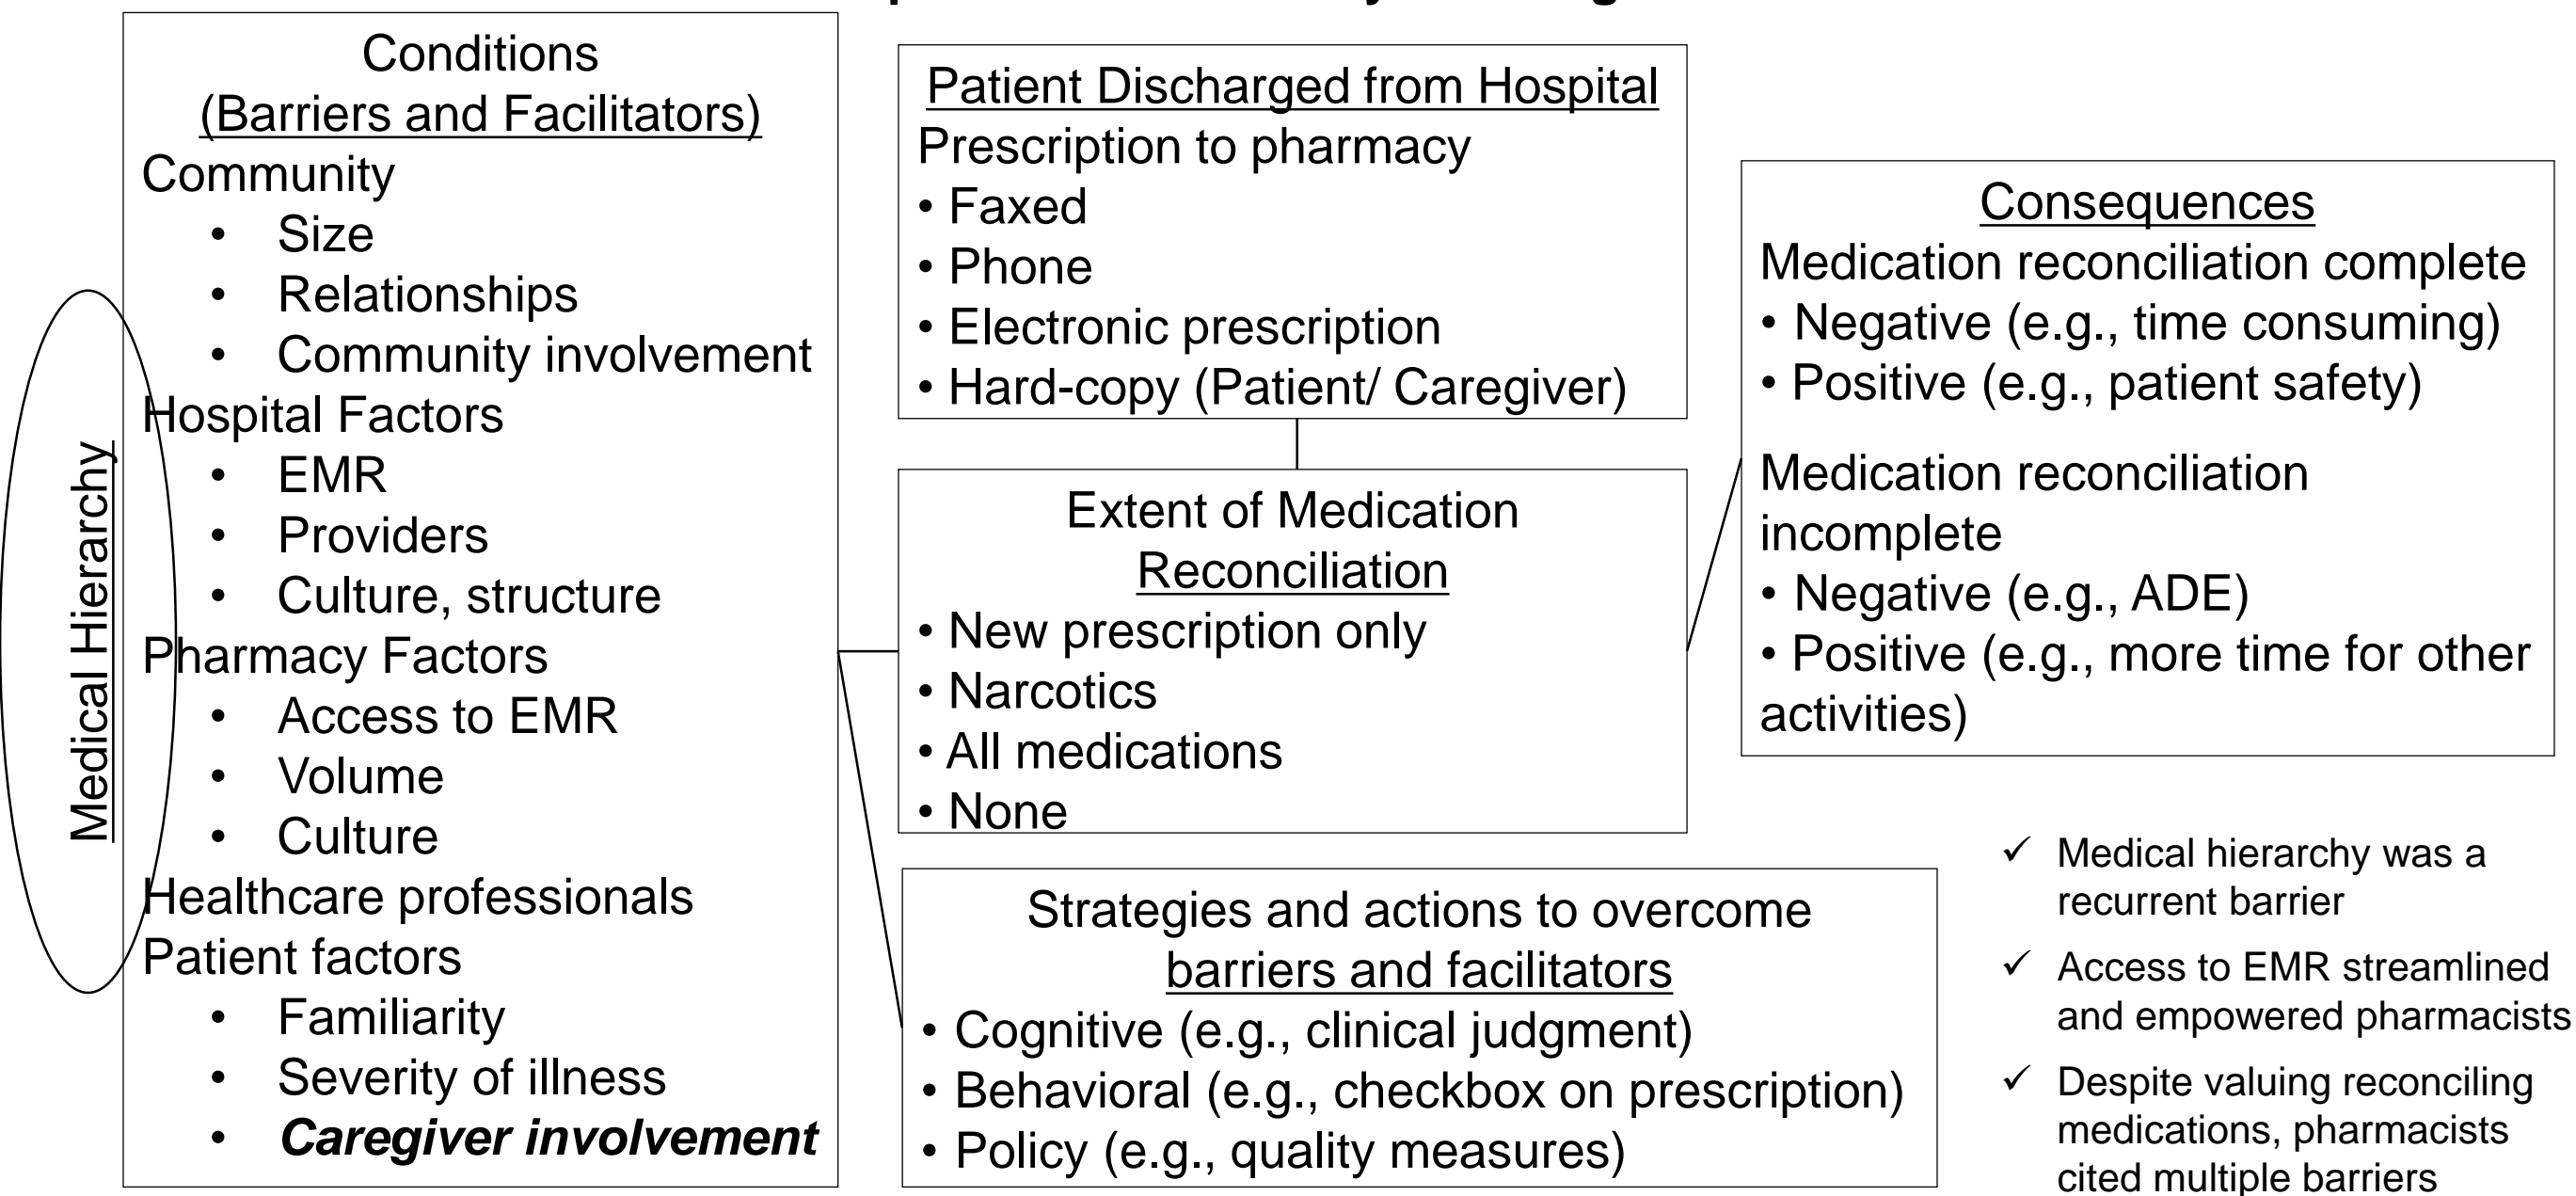 Medical Hierarchy
Conditions
(Barriers and Facilitators)
Community
• Size
• Relationships
• Community involvement
Hospital Factors
• EMR
• Providers
• Culture, structure
Pharmacy Factors
• Access to EMR
• Volume
• Culture
Healthcare professionals
Patient factors
• Familiarity
• Severity of illness
• Caregiver involvement
Patient Discharged from Hospital
Prescription to pharmacy
• Faxed
• Phone
• Electronic prescription
• Hard-copy (Patient/ Caregiver)
Extent of Medication
Reconciliation
• New prescription only
• Narcotics
• All medications
• None
Strategies and actions to overcome
barriers and facilitators
• Cognitive (e.g., clinical judgment)
• Behavioral (e.g., checkbox on prescription)
• Policy (e.g., quality measures)
Consequences
Medication reconciliation complete
• Negative (e.g., time consuming)
• Positive (e.g., patient safety)
Medication reconciliation
incomplete
• Negative (e.g., ADE)
• Positive (e.g., more time for other
activities)
✓ Medical hierarchy was a
recurrent barrier
✓ Access to EMR streamlined
and empowered pharmacists
✓ Despite valuing reconciling
medications, pharmacists
cited multiple barriers